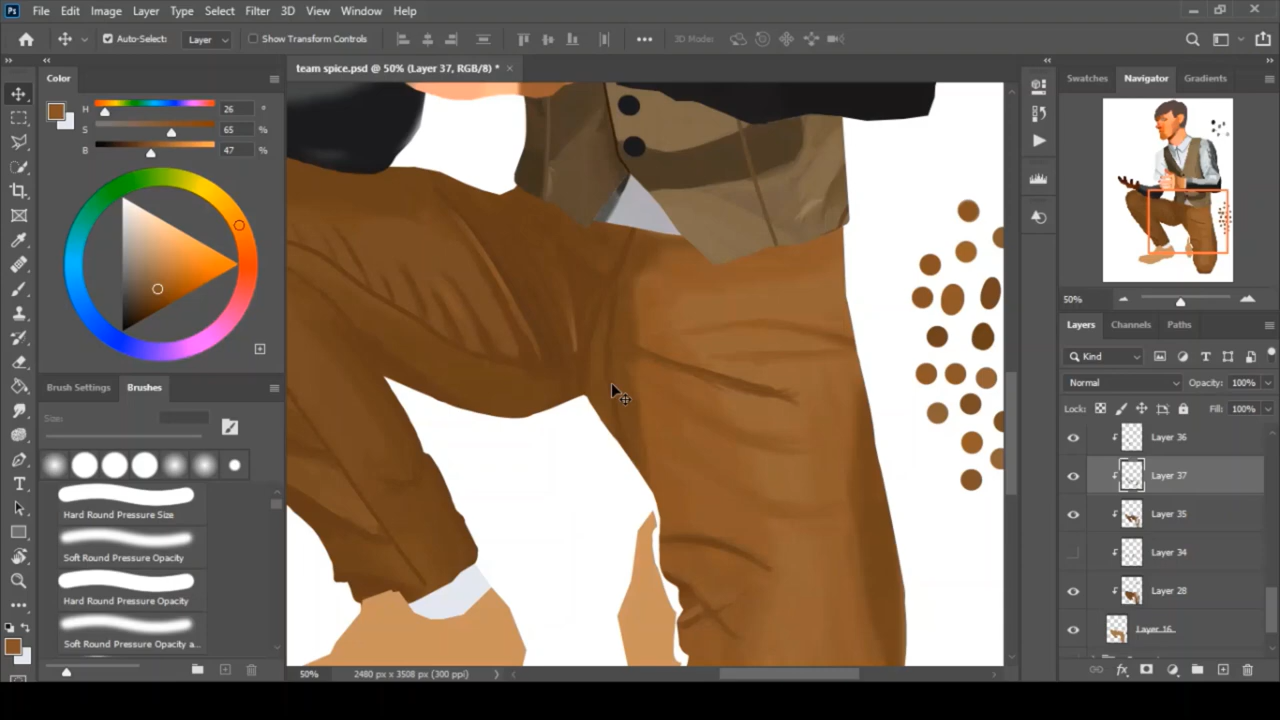 Ps File Edit Image Layer Type Select Filter 3D View Window Help
Auto-Select: Layer Show Transform Controls ••• 3D Mode:
Color
team spice.psd @ 50% (Layer 37, RGB/8) * ×
Swatches Navigator Gradients
H 26 °
S 65 %
B 47 %
50%
Layers Channels Paths
Kind
Normal Opacity: 100%
Lock: Fill: 100%
Brush Settings Brushes
Size:
Layer 36
Layer 37
Hard Round Pressure Size
Layer 35
Soft Round Pressure Opacity
Layer 34
Hard Round Pressure Opacity
Layer 28
Layer 16
Soft Round Pressure Opacity a...
50% 2480 px x 3508 px (300 ppi)
fx